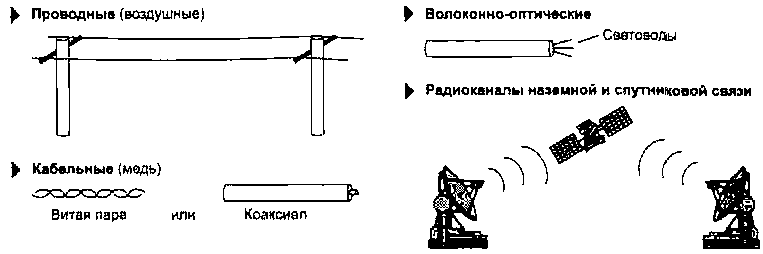 Проводные (воздушные)
Кабельные (медь)
Витая пара или Коаксиал
Волоконно-оптические
Световоды
Радиоканалы наземной и спутниковой связи